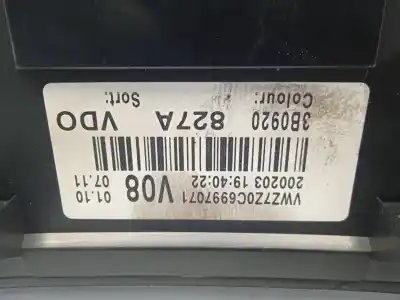 VWZ7Z0C6997071
200203 19:40:22
V08
01.10
07.11
3B0920 827A VDO
Colour: Sort: